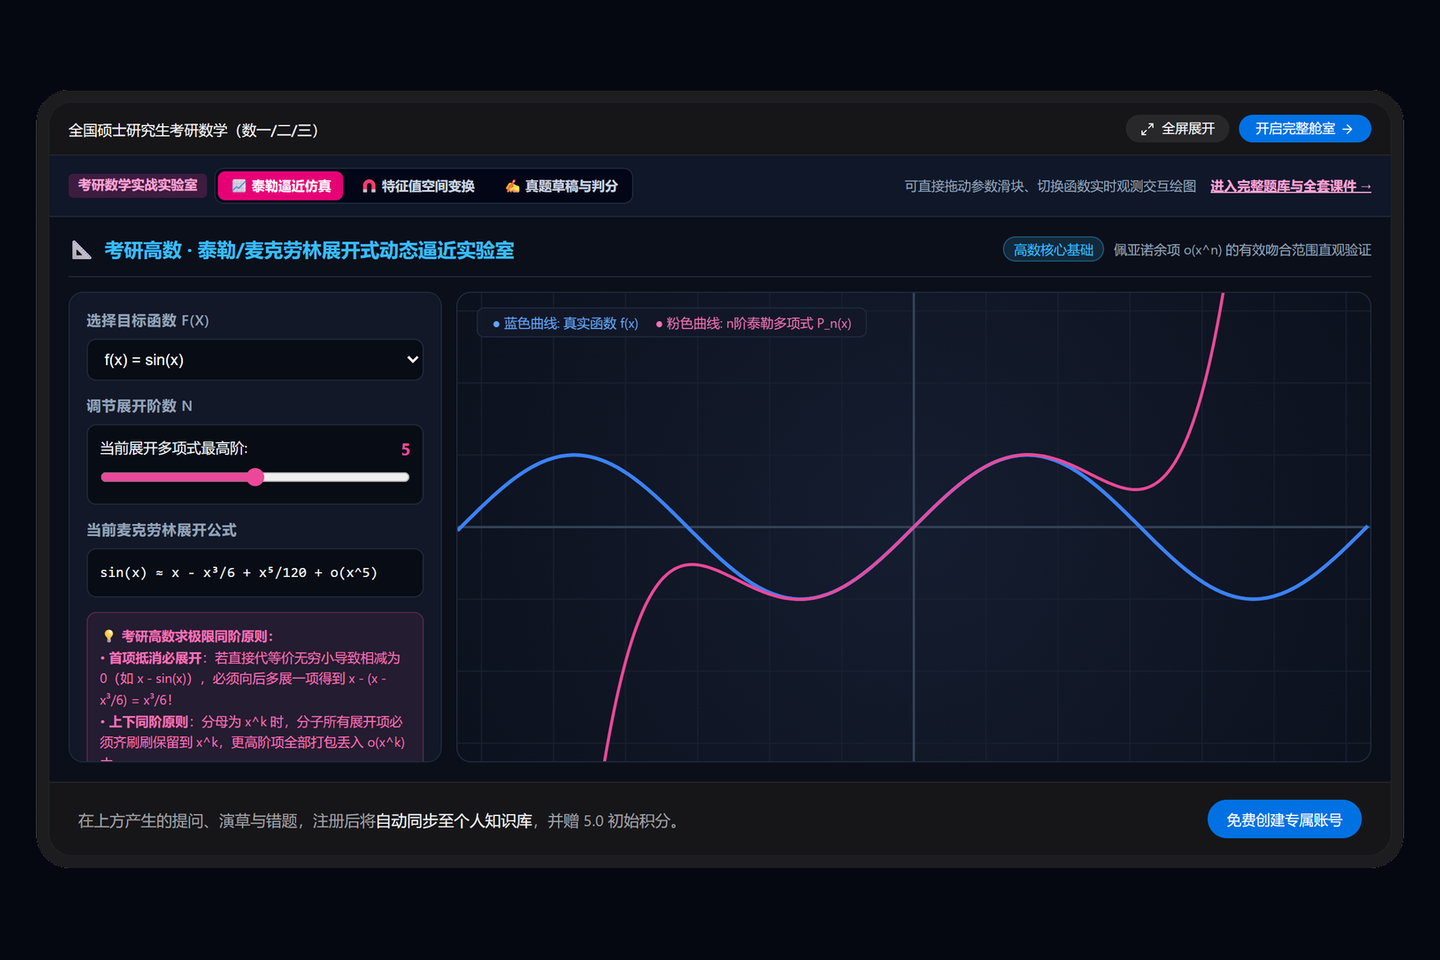 全国硕士研究生考研数学（数一/二/三）
全屏展开
开启完整舱室 →
考研数学实战实验室
泰勒逼近仿真
特征值空间变换
真题草稿与判分
可直接拖动参数滑块、切换函数实时观测交互绘图
进入完整题库与全套课件 →
考研高数 · 泰勒/麦克劳林展开式动态逼近实验室
高数核心基础
佩亚诺余项 o(x^n) 的有效吻合范围直观验证
选择目标函数 F(X)
f(x) = sin(x)
调节展开阶数 N
当前展开多项式最高阶:
5
当前麦克劳林展开公式
sin(x) ≈ x - x³/6 + x⁵/120 + o(x^5)
💡 考研高数求极限同阶原则：
• 首项抵消必展开：若直接代等价无穷小导致相减为
0（如 x - sin(x)），必须向后多展一项得到 x - (x -
x³/6) = x³/6！
• 上下同阶原则：分母为 x^k 时，分子所有展开项必
须齐刷刷保留到 x^k，更高阶项全部打包丢入 o(x^k)
● 蓝色曲线: 真实函数 f(x)
● 粉色曲线: n阶泰勒多项式 P_n(x)
在上方产生的提问、演草与错题，注册后将自动同步至个人知识库，并赠 5.0 初始积分。
免费创建专属账号